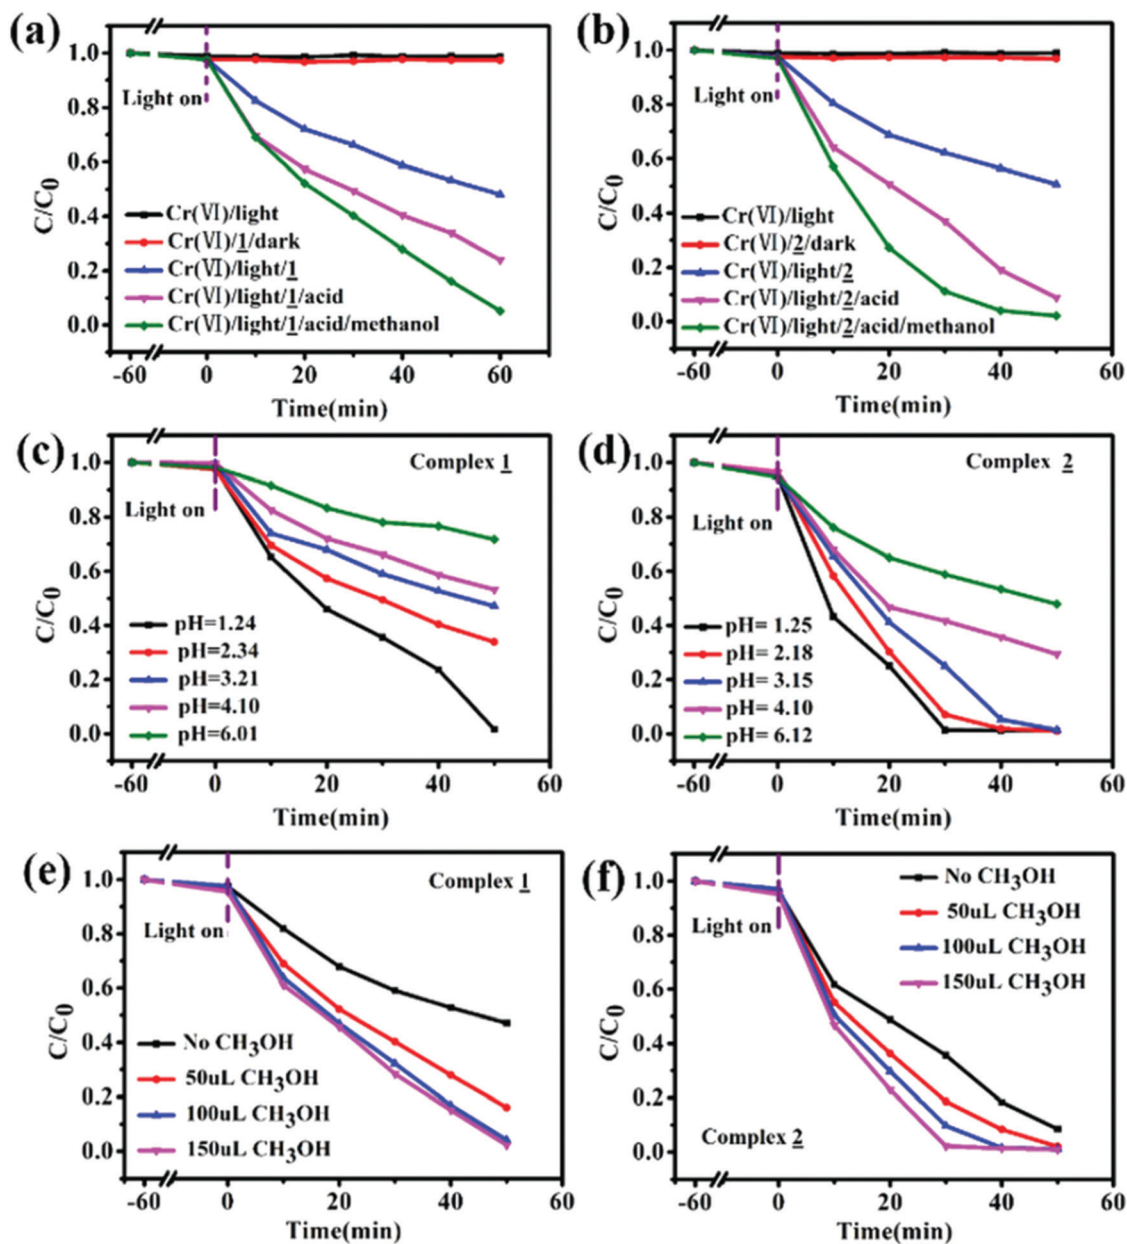 (a)
1.0
0.8
0.6
0.4
0.2
0.0
C/C0
Light on
Cr(Ⅵ)/light
Cr(Ⅵ)/1/dark
Cr(Ⅵ)/light/1
Cr(Ⅵ)/light/1/acid
Cr(Ⅵ)/light/1/acid/methanol
-60 0 20 40 60
Time(min)
(b)
1.0
0.8
0.6
0.4
0.2
0.0
C/C0
Light on
Cr(Ⅵ)/light
Cr(Ⅵ)/2/dark
Cr(Ⅵ)/light/2
Cr(Ⅵ)/light/2/acid
Cr(Ⅵ)/light/2/acid/methanol
-60 0 20 40 60
Time(min)
(c)
1.0
0.8
0.6
0.4
0.2
0.0
C/C0
Complex 1
Light on
pH=1.24
pH=2.34
pH=3.21
pH=4.10
pH=6.01
-60 0 20 40 60
Time(min)
(d)
1.0
0.8
0.6
0.4
0.2
0.0
C/C0
Complex 2
Light on
pH= 1.25
pH= 2.18
pH= 3.15
pH= 4.10
pH= 6.12
-60 0 20 40 60
Time(min)
(e)
1.0
0.8
0.6
0.4
0.2
0.0
C/C0
Complex 1
Light on
No CH3OH
50uL CH3OH
100uL CH3OH
150uL CH3OH
-60 0 20 40 60
Time(min)
(f)
1.0
0.8
0.6
0.4
0.2
0.0
C/C0
Light on
No CH3OH
50uL CH3OH
100uL CH3OH
150uL CH3OH
Complex 2
-60 0 20 40 60
Time(min)